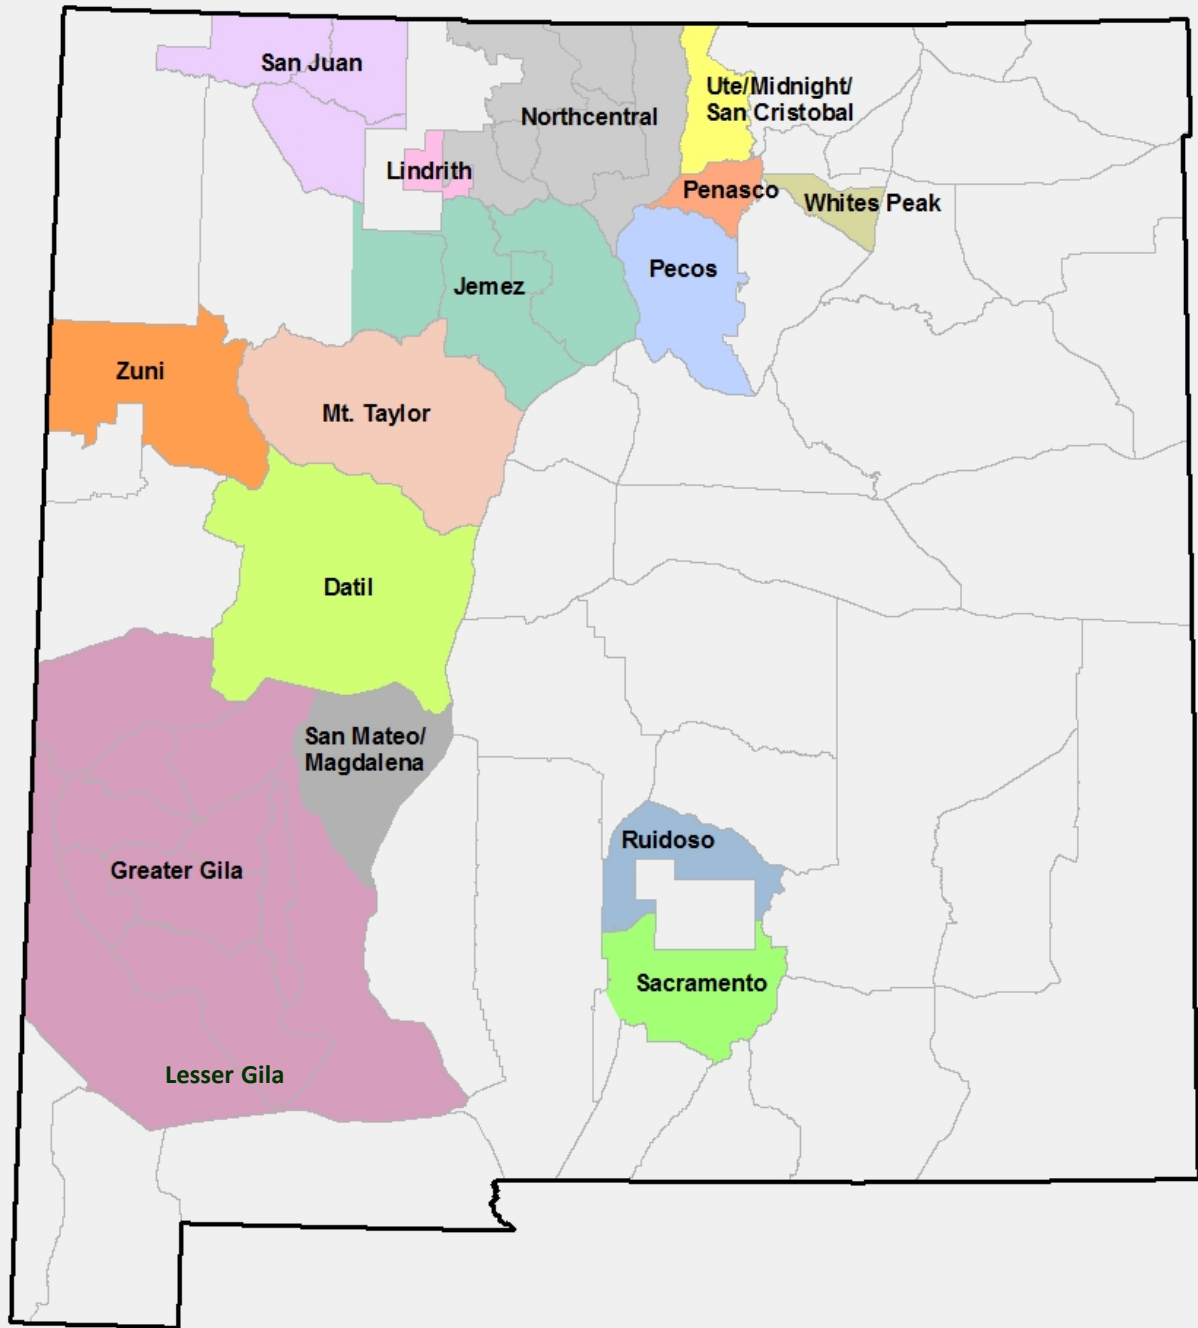 San Juan
Ute/Midnight/
San Cristobal
Northcentral
Lindrith
Penasco
Whites Peak
Pecos
Jemez
Zuni
Mt. Taylor
Datil
San Mateo/
Magdalena
Ruidoso
Greater Gila
Sacramento
Lesser Gila